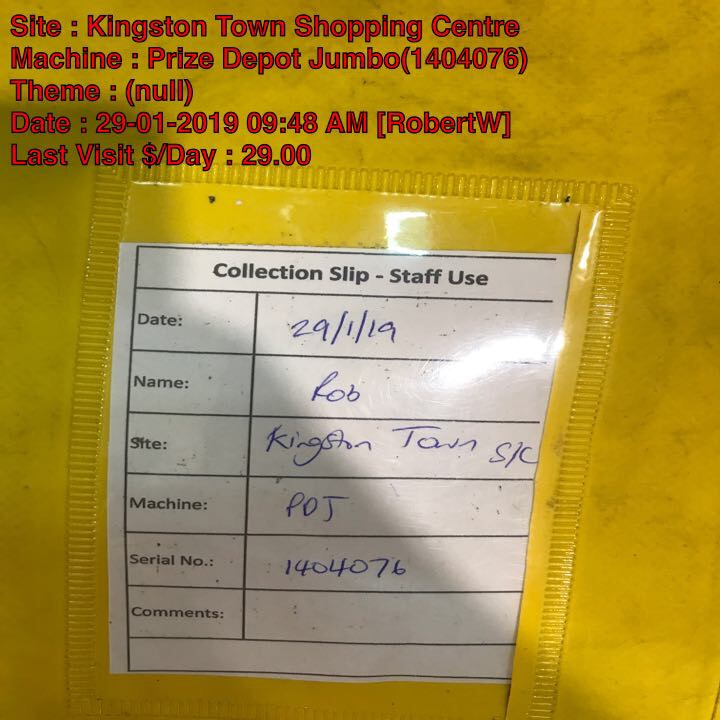 Site : Kingston Town Shopping Centre
Machine : Prize Depot Jumbo(1404076)
Theme : (null)
Date : 29-01-2019 09:48 AM [RobertW]
Last Visit $/Day : 29.00
Collection Slip - Staff Use
Date: 29/1/19
Name: Rob
Site: Kingston Town S/C
Machine: PDJ
Serial No.: 1404076
Comments: